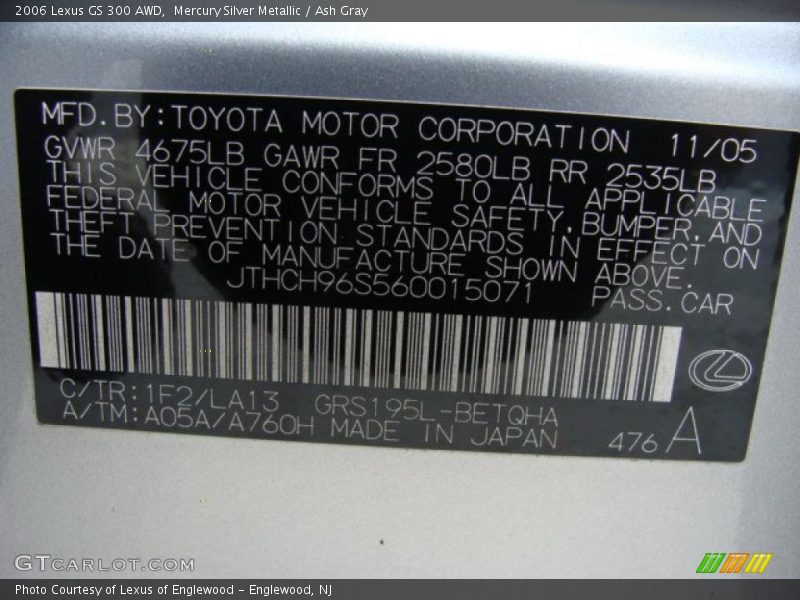 2006 Lexus GS 300 AWD,  Mercury Silver Metallic / Ash Gray
MFD. BY: TOYOTA MOTOR CORPORATION 11/05
GVWR 4675LB GAWR FR 2580LB RR 2535LB
THIS VEHICLE CONFORMS TO ALL APPLICABLE
FEDERAL MOTOR VEHICLE SAFETY, BUMPER, AND
THEFT PREVENTION STANDARDS IN EFFECT ON
THE DATE OF MANUFACTURE SHOWN ABOVE.
JTHCH96S560015071 PASS. CAR
C/TR: 1F2/LA13 GRS195L-BETQHA
A/TM: A05A/A760H MADE IN JAPAN 476 A
GTCARLOT.COM
Photo Courtesy of Lexus of Englewood – Englewood, NJ